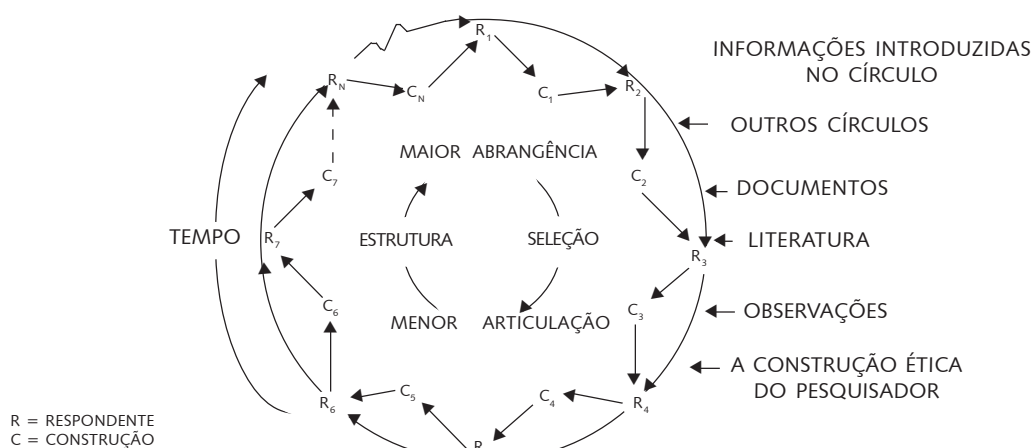 R1
RN
CN
C1
R2
INFORMAÇÕES INTRODUZIDAS
NO CÍRCULO
OUTROS CÍRCULOS
MAIOR ABRANGÊNCIA
C7
C2
DOCUMENTOS
TEMPO
R7
ESTRUTURA
SELEÇÃO
R3
LITERATURA
C6
MENOR ARTICULAÇÃO
C3
OBSERVAÇÕES
A CONSTRUÇÃO ÉTICA
DO PESQUISADOR
R6
C5
C4
R4
R
R = RESPONDENTE
C = CONSTRUÇÃO